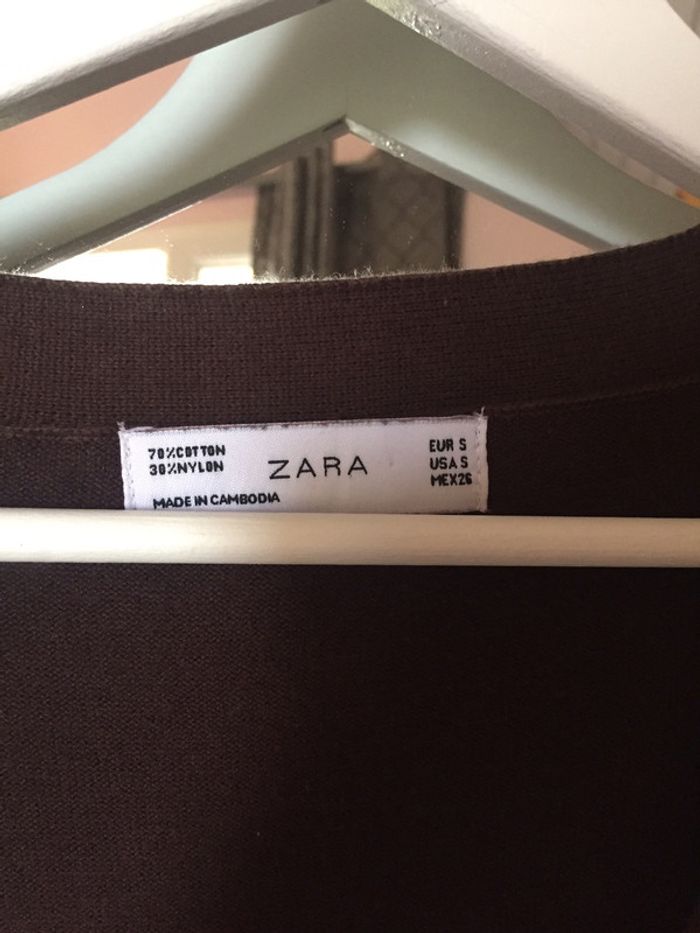 70%COTTON
30%NYLON
ZARA
EUR S
USA S
MEX26
MADE IN CAMBODIA